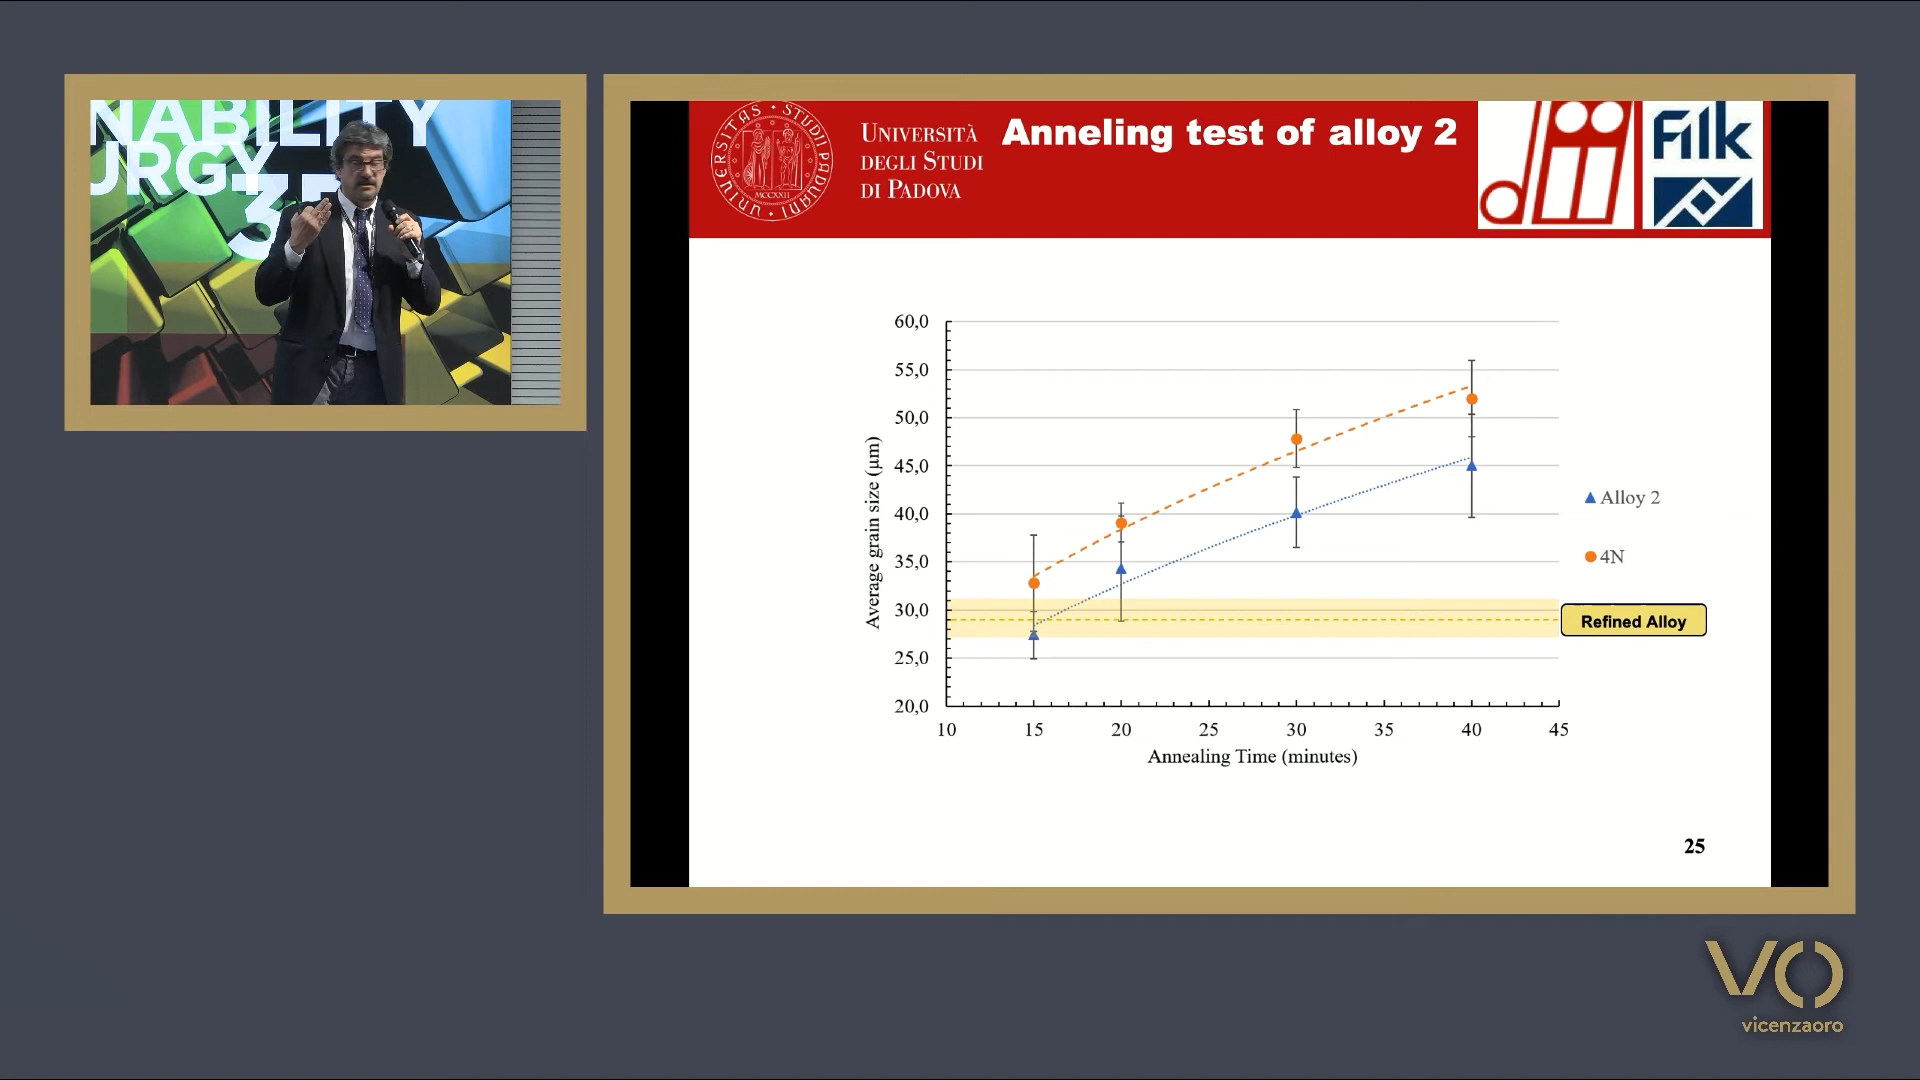 NABILITY
URGY
UNIVERSITAS STUDII PADUANI
MCCXXII
UNIVERSITÀ
DEGLI STUDI
DI PADOVA
Anneling test of alloy 2
dii
Filk
60,0
55,0
50,0
45,0
40,0
35,0
30,0
25,0
20,0
10 15 20 25 30 35 40 45
Average grain size (μm)
Annealing Time (minutes)
Alloy 2
4N
Refined Alloy
25
VO
vicenzaoro